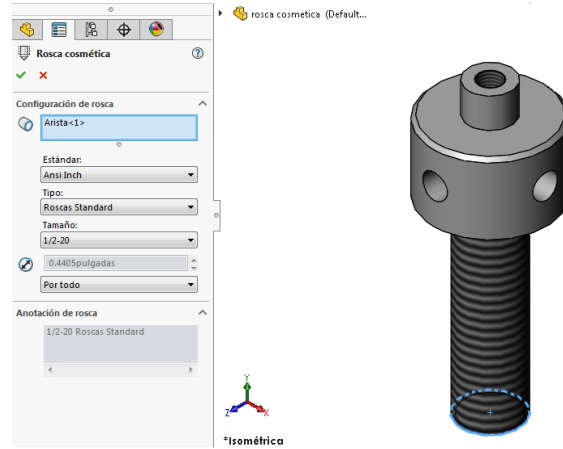 rosca cosmetica (Default...
Rosca cosmética
Configuración de rosca
Arista<1>
Estándar:
Ansi Inch
Tipo:
Roscas Standard
Tamaño:
1/2-20
0.4405pulgadas
Por todo
Anotación de rosca
1/2-20 Roscas Standard
Y
Z
X
*Isométrica